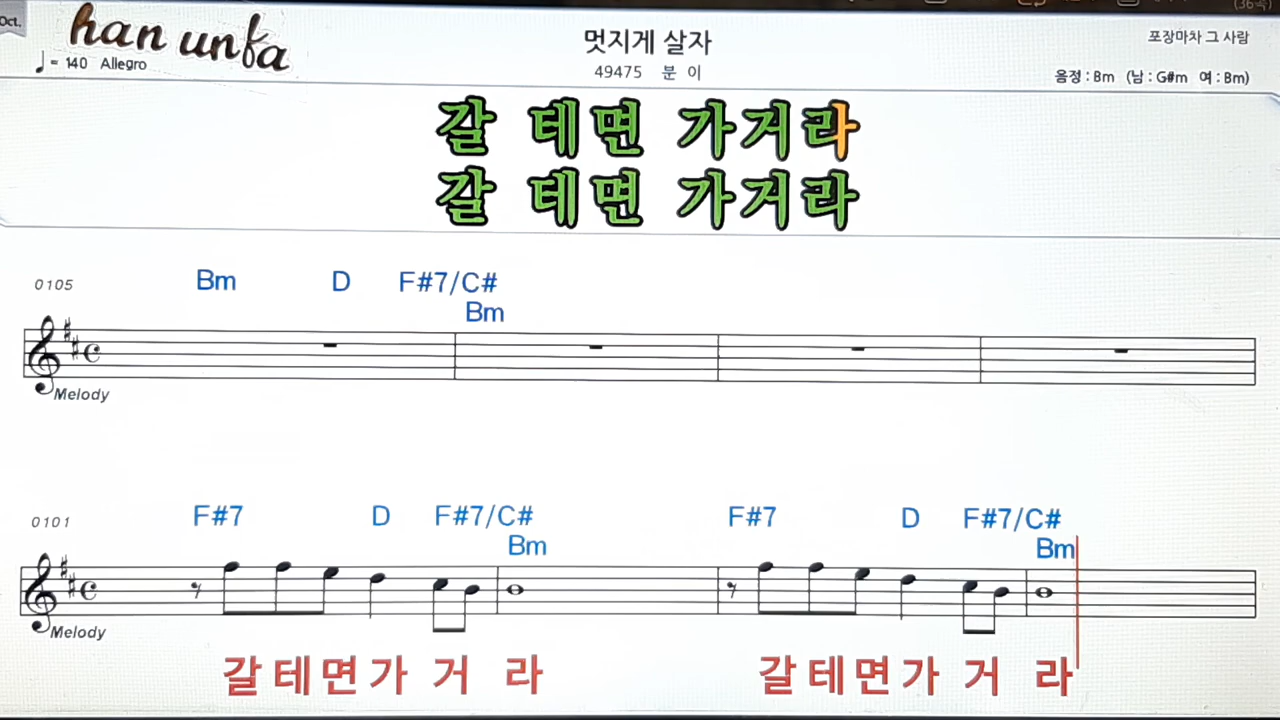 Oct.
han unfa
♩ = 140 Allegro
멋지게 살자
49475 분 이
포장마차 그 사람
음정 : Bm (남 : G#m 여 : Bm)
갈 테면 가거라
갈 테면 가거라
0105
Bm D F#7/C#
Bm
Melody
0101
F#7 D F#7/C# F#7 D F#7/C#
Bm Bm
Melody
갈 테 면 가 거 라 갈 테 면 가 거 라